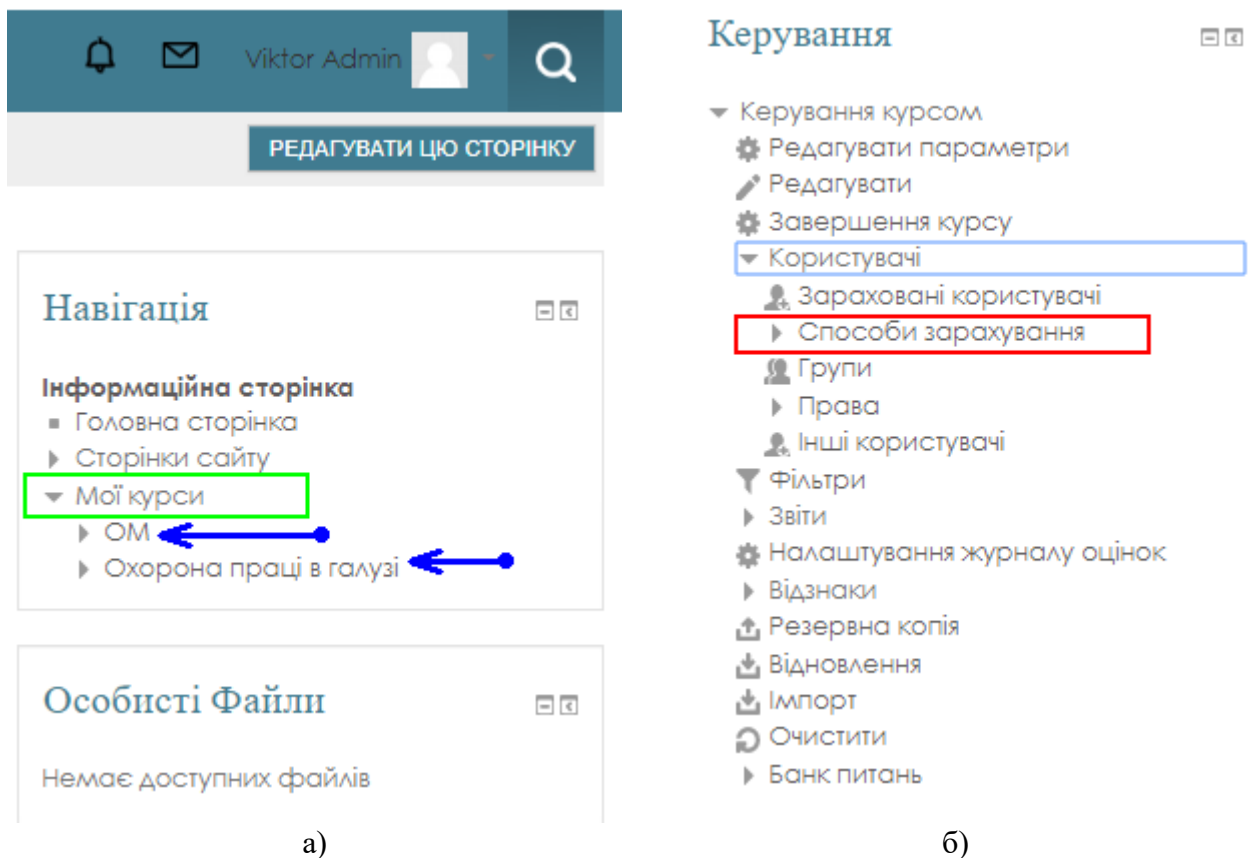 Viktor Admin
РЕДАГУВАТИ ЦЮ СТОРІНКУ
Навігація
Інформаційна сторінка
Головна сторінка
Сторінки сайту
Мої курси
ОМ
Охорона праці в галузі
Особисті Файли
Немає доступних файлів
а)
Керування
Керування курсом
Редагувати параметри
Редагувати
Завершення курсу
Користувачі
Зараховані користувачі
Способи зарахування
Групи
Права
Інші користувачі
Фільтри
Звіти
Налаштування журналу оцінок
Відзнаки
Резервна копія
Відновлення
Імпорт
Очистити
Банк питань
б)